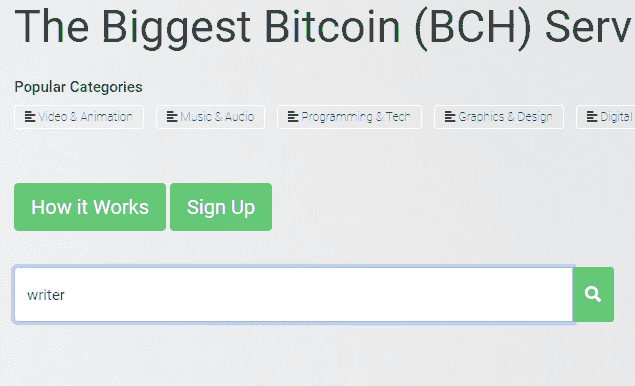 The Biggest Bitcoin (BCH) Serv
Popular Categories
Video & Animation Music & Audio Programming & Tech Graphics & Design Digital
How it Works Sign Up
writer